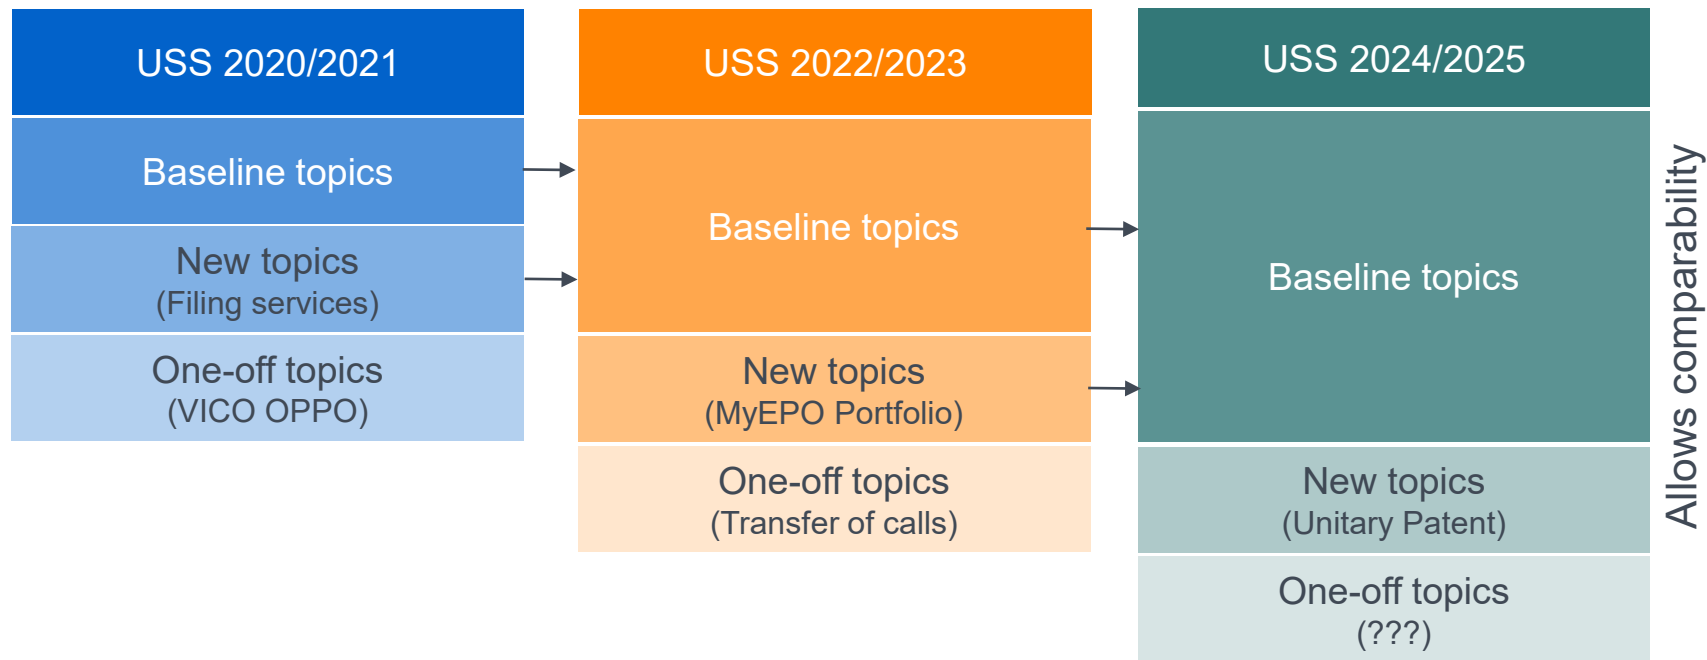 USS 2020/2021
Baseline topics
New topics
(Filing services)
One-off topics
(VICO OPPO)
USS 2022/2023
Baseline topics
New topics
(MyEPO Portfolio)
One-off topics
(Transfer of calls)
USS 2024/2025
Baseline topics
New topics
(Unitary Patent)
One-off topics
(???)
Allows comparability